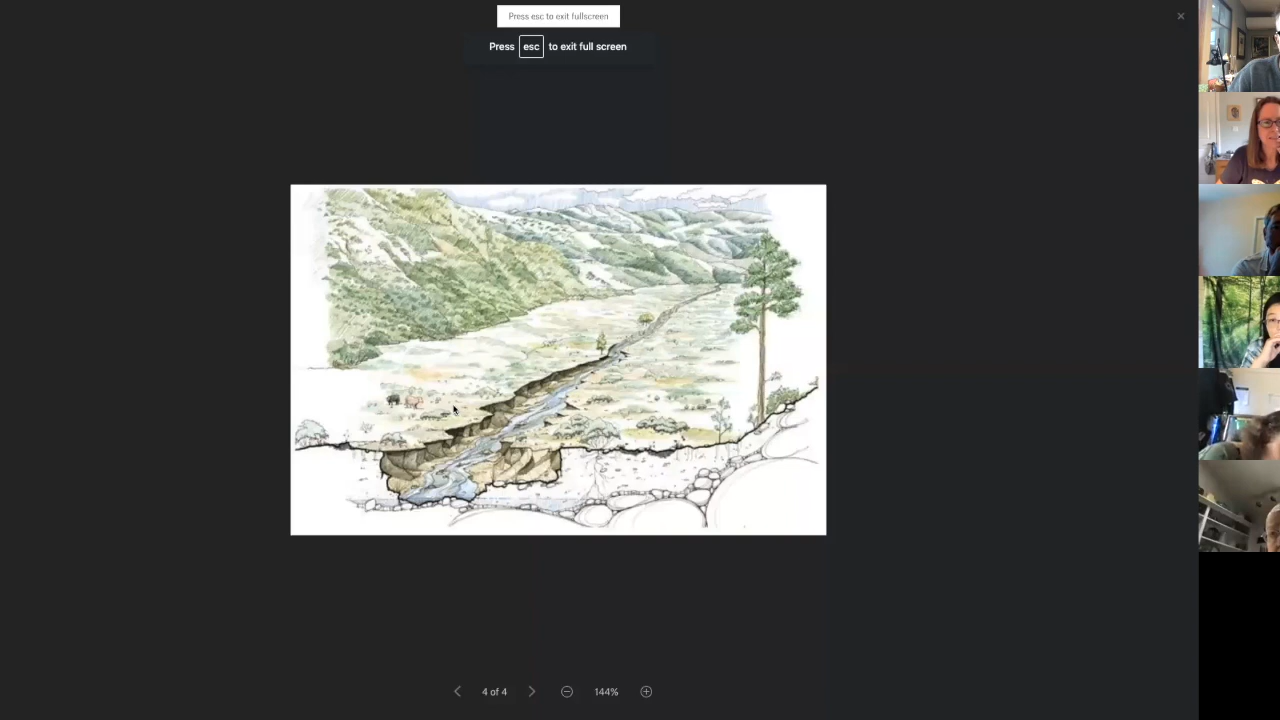 Press esc to exit fullscreen
Press esc to exit full screen
4 of 4
144%